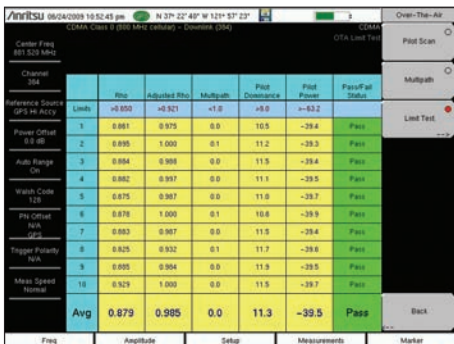 Anritsu 08/24/2009 10:52:45 pm N 37° 22' 40" W 121° 57' 23" Over-The-Air
CDMA Class 0 (800 MHz cellular) - Downlink (384) CDMA
OTA Limit Test
Center Freq
881.520 MHz
Channel
384
Reference Source
GPS Hi Accy
Power Offset
0.0 dB
Auto Range
On
Walsh Code
128
PN Offset
N/A
GPS
Trigger Polarity
N/A
Meas Speed
Normal
Rho Adjusted Rho Multipath Pilot Dominance Pilot Power Pass/Fail Status
Limits >0.850 >0.921 <1.0 >8.0 >-63.2
1 0.861 0.975 0.0 10.5 -39.4 Pass
2 0.895 1.000 0.1 11.2 -39.3 Pass
3 0.884 0.988 0.0 11.5 -39.4 Pass
4 0.882 0.997 0.0 11.1 -39.5 Pass
5 0.875 0.987 0.0 11.0 -39.7 Pass
6 0.878 1.000 0.1 10.8 -39.9 Pass
7 0.883 0.987 0.0 11.5 -39.4 Pass
8 0.825 0.932 0.1 11.7 -39.6 Pass
9 0.885 0.984 0.0 11.9 -39.5 Pass
10 0.929 1.000 0.0 11.5 -39.7 Pass
Avg 0.879 0.985 0.0 11.3 -39.5 Pass
Pilot Scan
Multipath
Limit Test
-->
Back
<--
Freq Amplitude Setup Measurements Marker